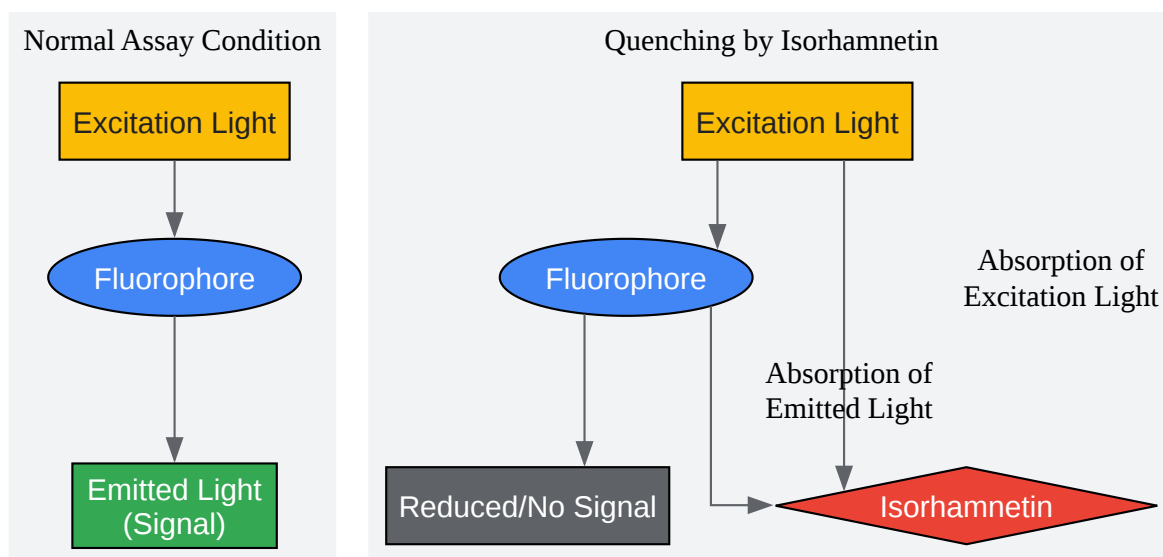 Normal Assay Condition
Excitation Light
Fluorophore
Emitted Light
(Signal)
Quenching by Isorhamnetin
Excitation Light
Fluorophore
Absorption of
Excitation Light
Absorption of
Emitted Light
Reduced/No Signal
Isorhamnetin